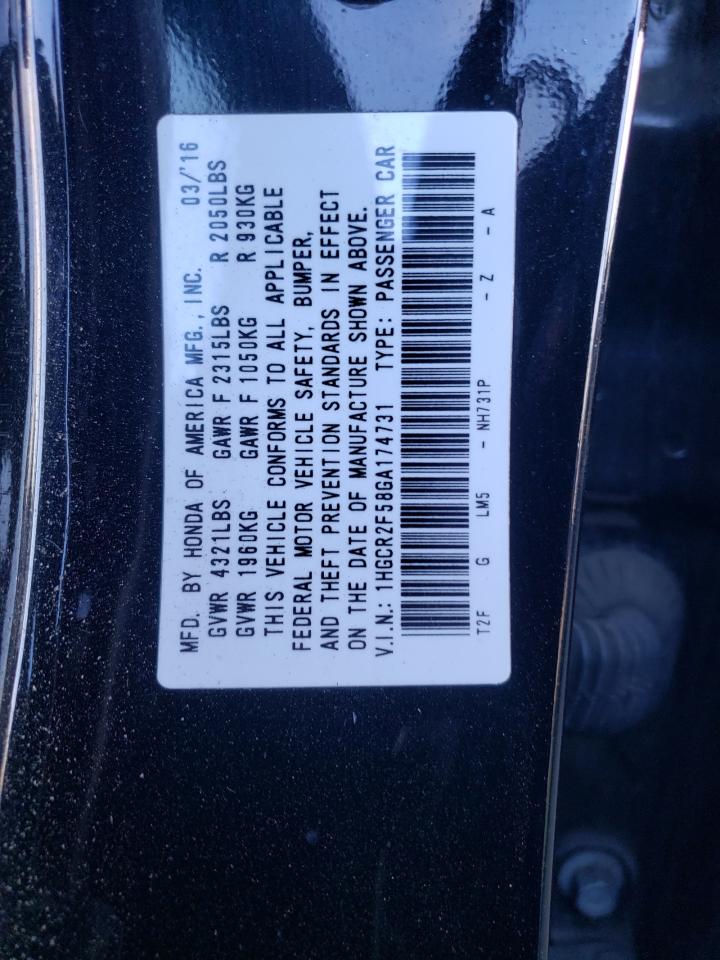 MFD. BY HONDA OF AMERICA MFG., INC. 03/'16
GVWR 4321LBS GAWR F 2315LBS R 2050LBS
GVWR 1960KG GAWR F 1050KG R 930KG
THIS VEHICLE CONFORMS TO ALL APPLICABLE
FEDERAL MOTOR VEHICLE SAFETY, BUMPER,
AND THEFT PREVENTION STANDARDS IN EFFECT
ON THE DATE OF MANUFACTURE SHOWN ABOVE.
V.I.N.: 1HGCR2F58GA174731 TYPE: PASSENGER CAR
T2F G LM5 - NH731P - Z - A